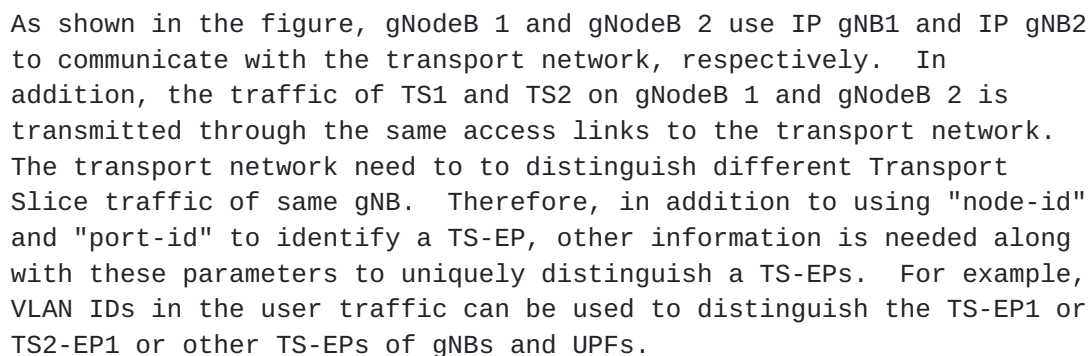 As shown in the figure, gNodeB 1 and gNodeB 2 use IP gNB1 and IP gNB2
to communicate with the transport network, respectively.  In
addition, the traffic of TS1 and TS2 on gNodeB 1 and gNodeB 2 is
transmitted through the same access links to the transport network.
The transport network need to to distinguish different Transport
Slice traffic of same gNB.  Therefore, in addition to using "node-id"
and "port-id" to identify a TS-EP, other information is needed along
with these parameters to uniquely distinguish a TS-EPs.  For example,
VLAN IDs in the user traffic can be used to distinguish the TS-EP1 or
TS2-EP1 or other TS-EPs of gNBs and UPFs.